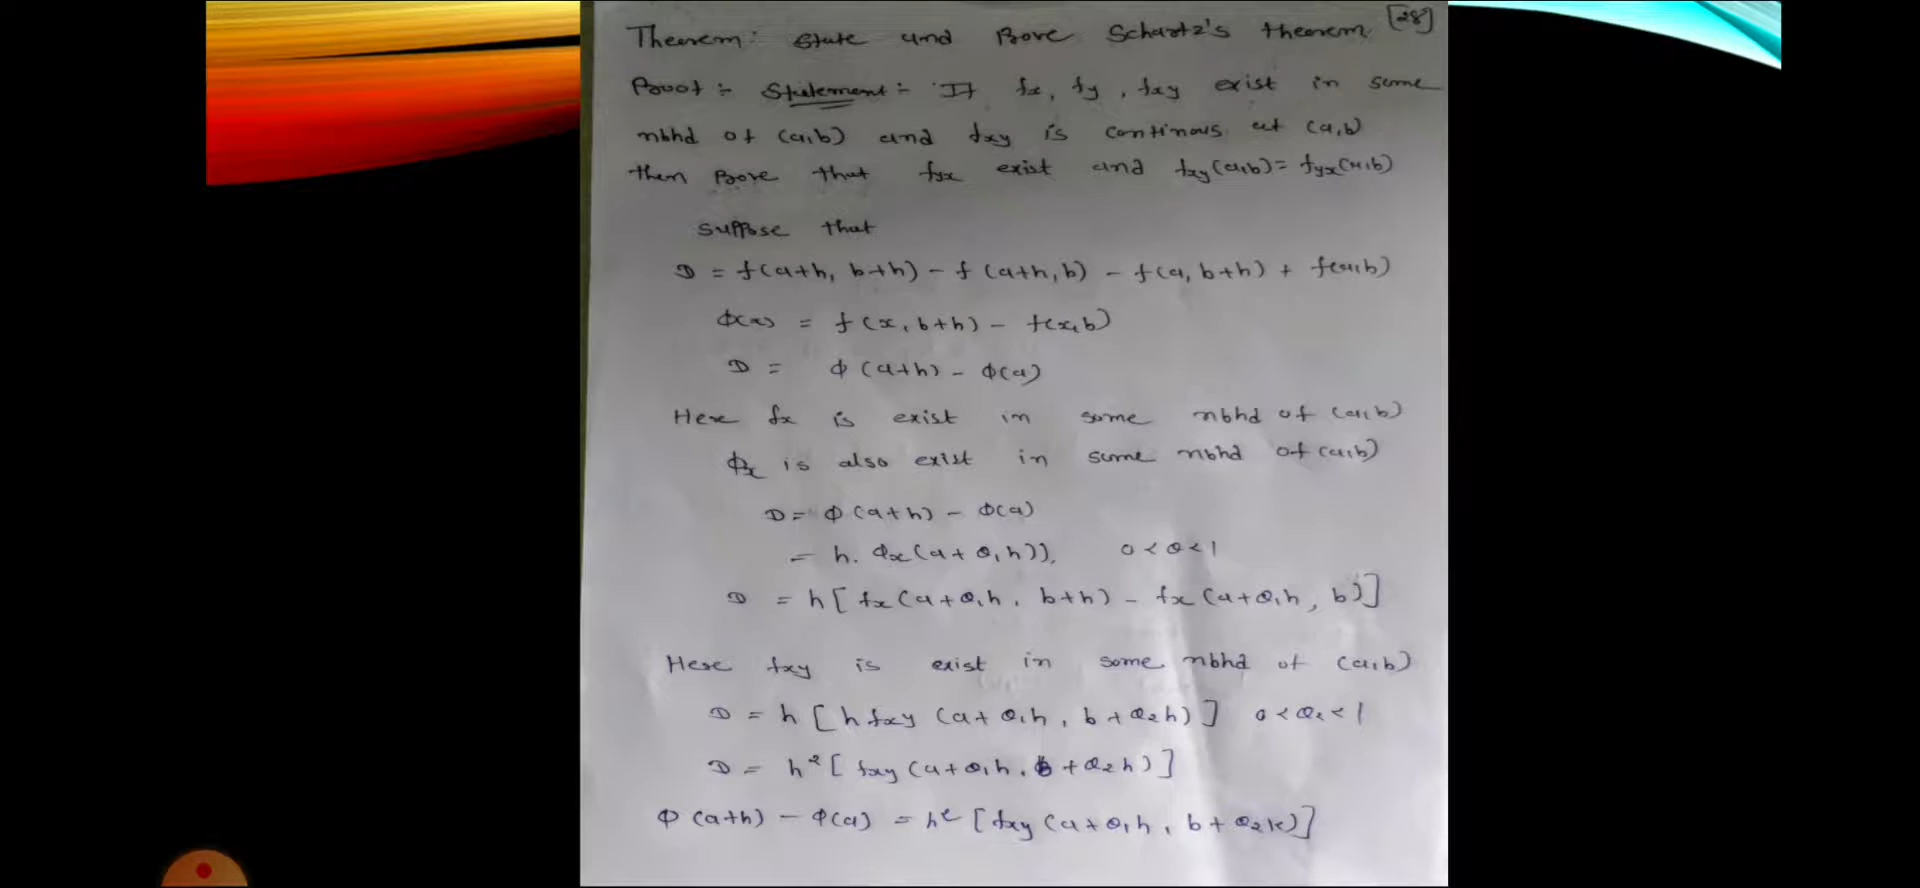 Theorem: State and Prove Schwartz's theorem [28]
Proof :- Statement :- If fx, fy, fxy exist in some
nbhd of (a,b) and fxy is continous at (a,b)
then prove that fyx exist and fxy(a,b) = fyx(a,b)
suppose that
D = f(a+h, b+h) - f(a+h,b) - f(a, b+h) + f(a,b)
Φ(x) = f(x, b+h) - f(x,b)
D = Φ(a+h) - Φ(a)
Here fx is exist in some nbhd of (a,b)
Φx is also exist in some nbhd of (a,b)
D = Φ(a+h) - Φ(a)
= h. Φx(a+θ1h)), 0<θ<1
D = h[fx(a+θ1h, b+h) - fx(a+θ1h, b)]
Here fxy is exist in some nbhd of (a,b)
D = h[h fxy (a+θ1h, b+θ2h)] 0<θ2<1
D = h²[fxy(a+θ1h, b+θ2h)]
Φ(a+h) - Φ(a) = h²[fxy(a+θ1h, b+θ2k)]